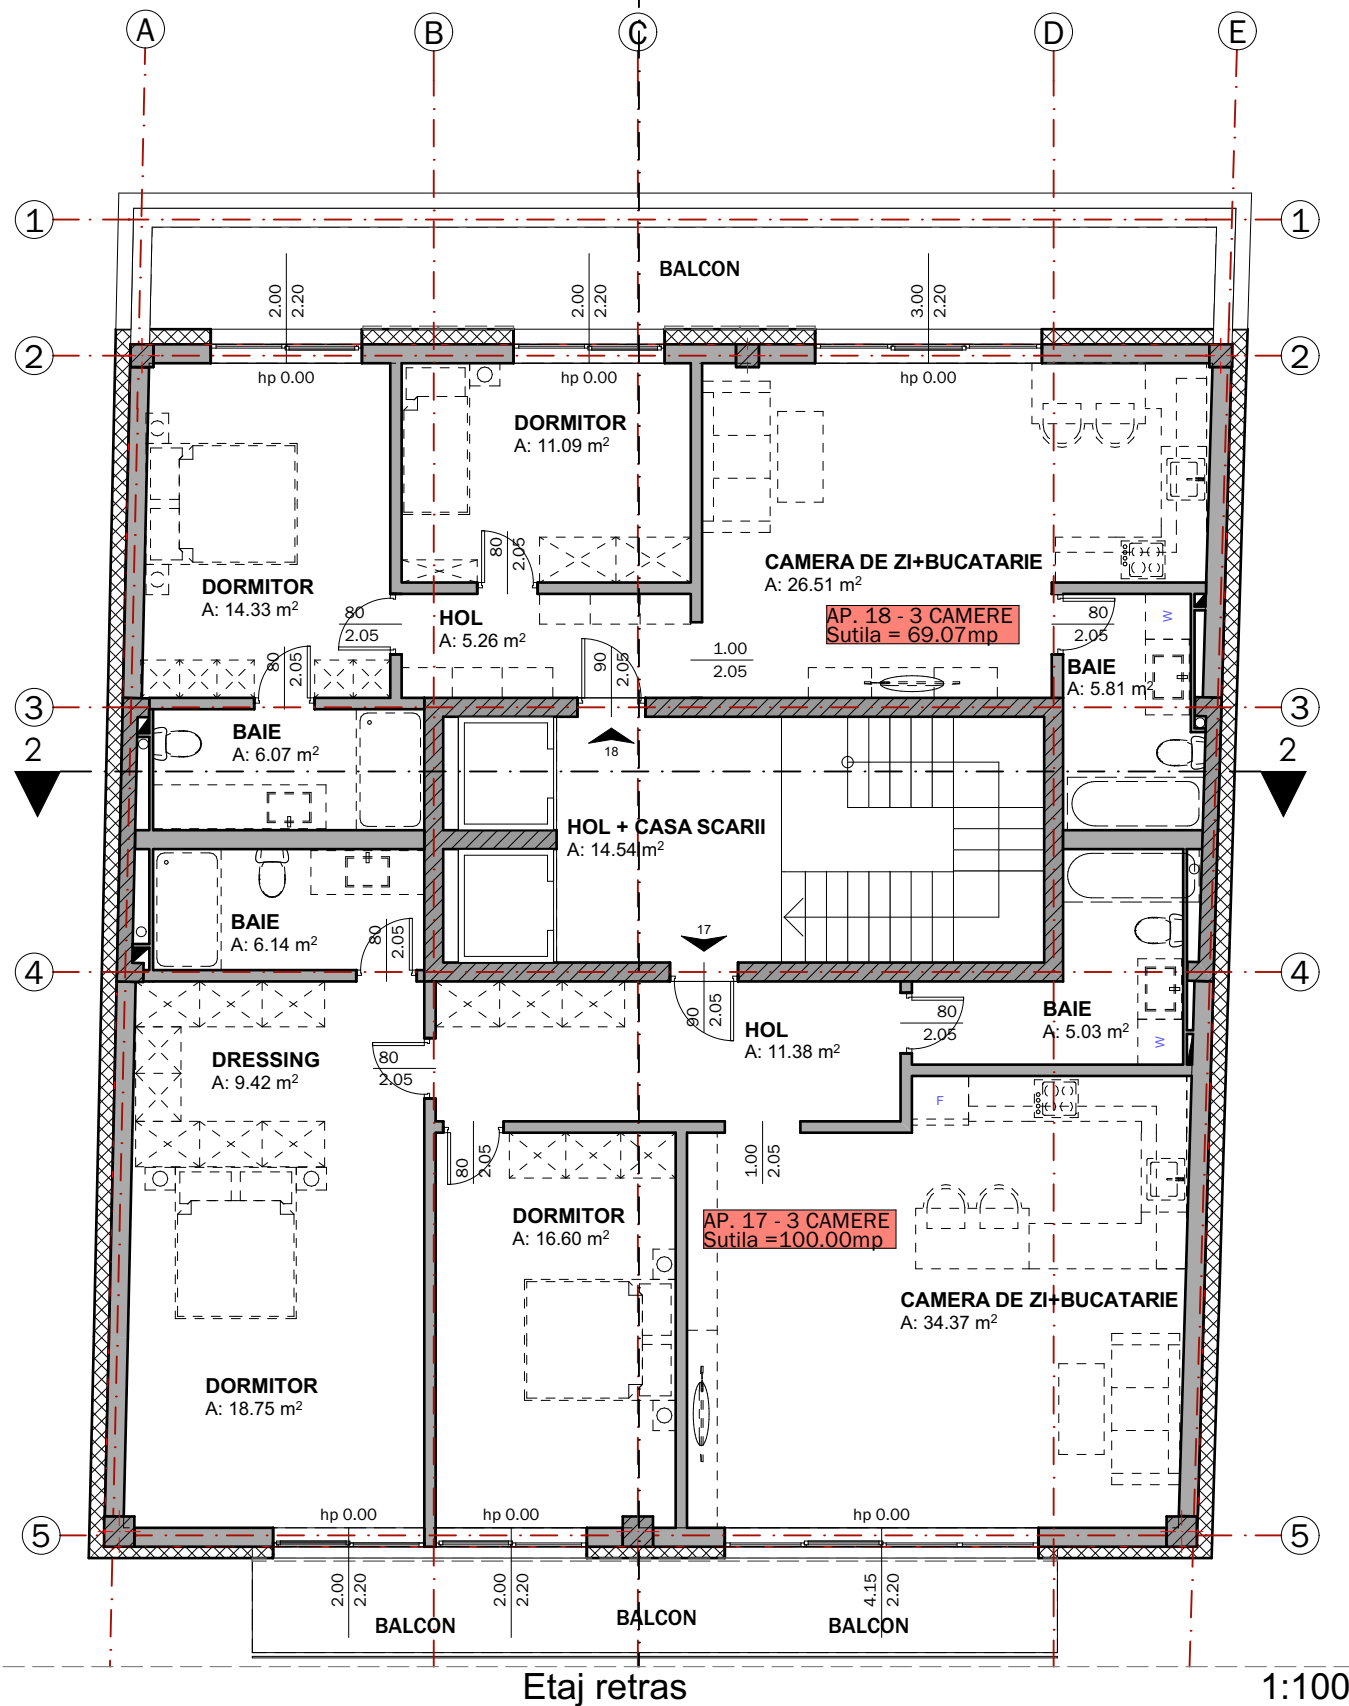 A
B
C
D
E
1
1
BALCON
2.00
2.20
2.00
2.20
3.00
2.20
2
2
hp 0.00
hp 0.00
hp 0.00
DORMITOR
A: 11.09 m²
80
2.05
CAMERA DE ZI+BUCATARIE
A: 26.51 m²
DORMITOR
A: 14.33 m²
80
2.05
HOL
A: 5.26 m²
AP. 18 - 3 CAMERE
Sutila = 69.07mp
80
2.05
W
80
2.05
90
2.05
1.00
2.05
BAIE
A: 5.81 m²
3
3
BAIE
A: 6.07 m²
18
2
2
HOL + CASA SCARII
A: 14.54 m²
BAIE
A: 6.14 m²
80
2.05
17
4
4
90
2.05
HOL
A: 11.38 m²
80
2.05
BAIE
A: 5.03 m²
W
DRESSING
A: 9.42 m²
80
2.05
F
80
2.05
1.00
2.05
DORMITOR
A: 16.60 m²
AP. 17 - 3 CAMERE
Sutila =100.00mp
CAMERA DE ZI+BUCATARIE
A: 34.37 m²
DORMITOR
A: 18.75 m²
hp 0.00
hp 0.00
hp 0.00
5
5
2.00
2.20
2.00
2.20
4.15
2.20
BALCON
BALCON
BALCON
Etaj retras
1:100